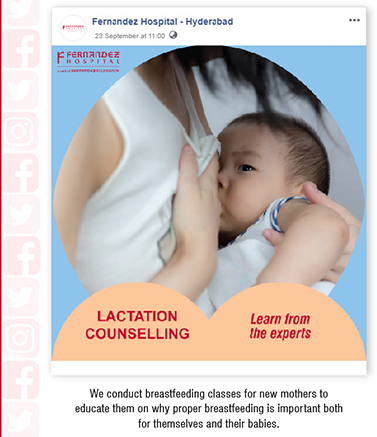 Fernandez Hospital - Hyderabad
23 September at 11:00
FERNANDEZ
HOSPITAL
LACTATION
COUNSELLING
Learn from
the experts
We conduct breastfeeding classes for new mothers to
educate them on why proper breastfeeding is important both
for themselves and their babies.